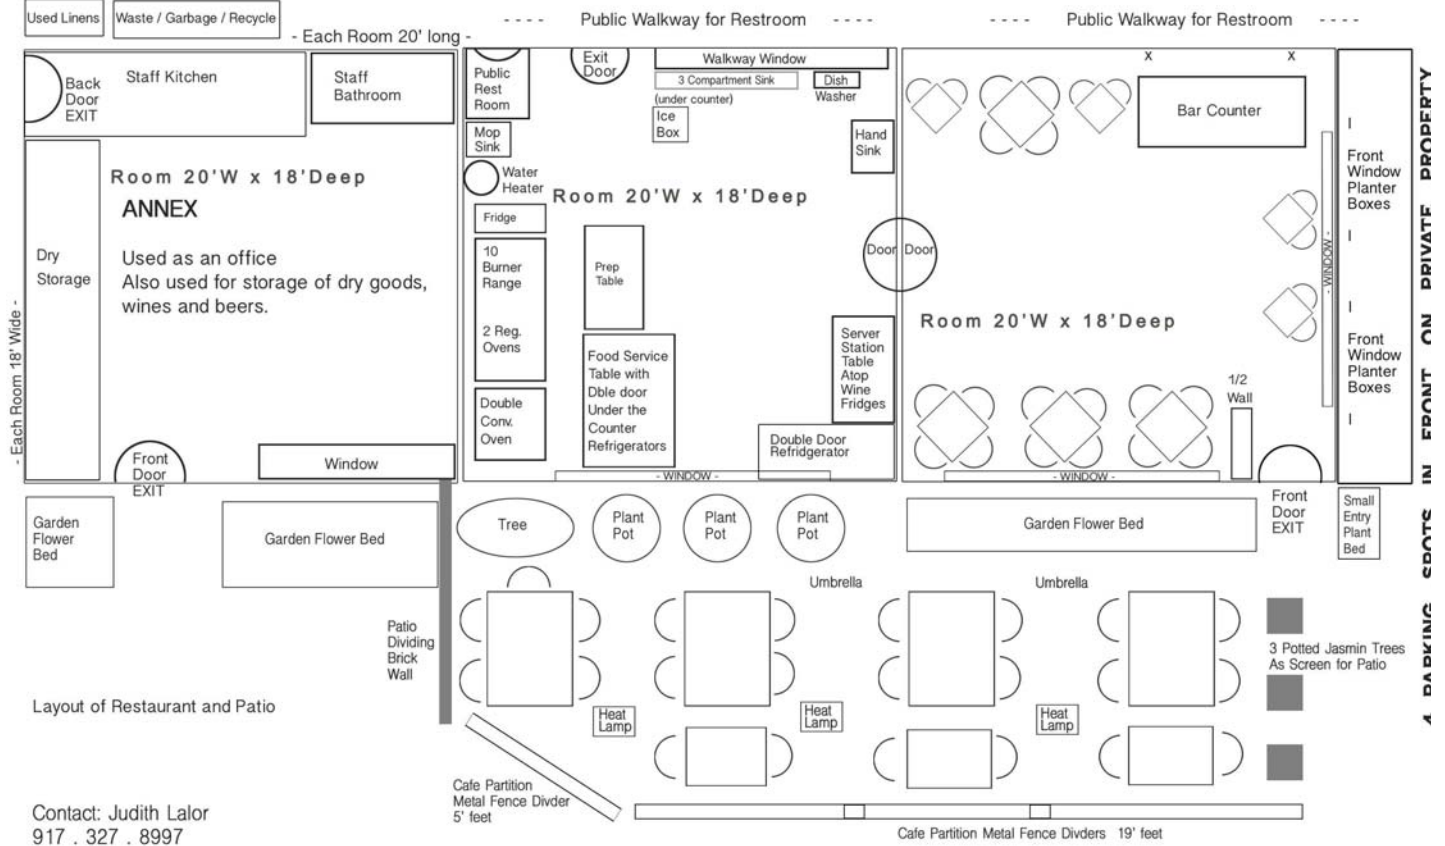 Used Linens
Waste / Garbage / Recycle
- Each Room 20' long -
- - - - Public Walkway for Restroom - - - -
- - - - Public Walkway for Restroom - - - -
Back
Door
EXIT
Staff Kitchen
Staff
Bathroom
Room 20'W x 18'Deep
ANNEX
Used as an office
Also used for storage of dry goods,
wines and beers.
Dry
Storage
- Each Room 18' Wide -
Front
Door
EXIT
Window
Public
Rest
Room
Exit
Door
Walkway Window
3 Compartment Sink
(under counter)
Dish
Washer
Ice
Box
Mop
Sink
Hand
Sink
Water
Heater
Room 20'W x 18'Deep
Fridge
10
Burner
Range
2 Reg.
Ovens
Prep
Table
Double
Conv.
Oven
Food Service
Table with
Dble door
Under the
Counter
Refrigerators
Server
Station
Table
Atop
Wine
Fridges
Double Door
Refridgerator
- WINDOW -
Door
Door
x
x
Bar Counter
Room 20'W x 18'Deep
1/2
Wall
- WINDOW -
- WINDOW -
I
Front
Window
Planter
Boxes
I
I
Front
Window
Planter
Boxes
I
4 PARKING SPOTS IN FRONT ON PRIVATE PROPERTY
Garden
Flower
Bed
Garden Flower Bed
Tree
Plant
Pot
Plant
Pot
Plant
Pot
Garden Flower Bed
Front
Door
EXIT
Small
Entry
Plant
Bed
Umbrella
Umbrella
Patio
Dividing
Brick
Wall
3 Potted Jasmin Trees
As Screen for Patio
Layout of Restaurant and Patio
Heat
Lamp
Heat
Lamp
Heat
Lamp
Cafe Partition
Metal Fence Divder
5' feet
Cafe Partition Metal Fence Divders 19' feet
Contact: Judith Lalor
917 . 327 . 8997